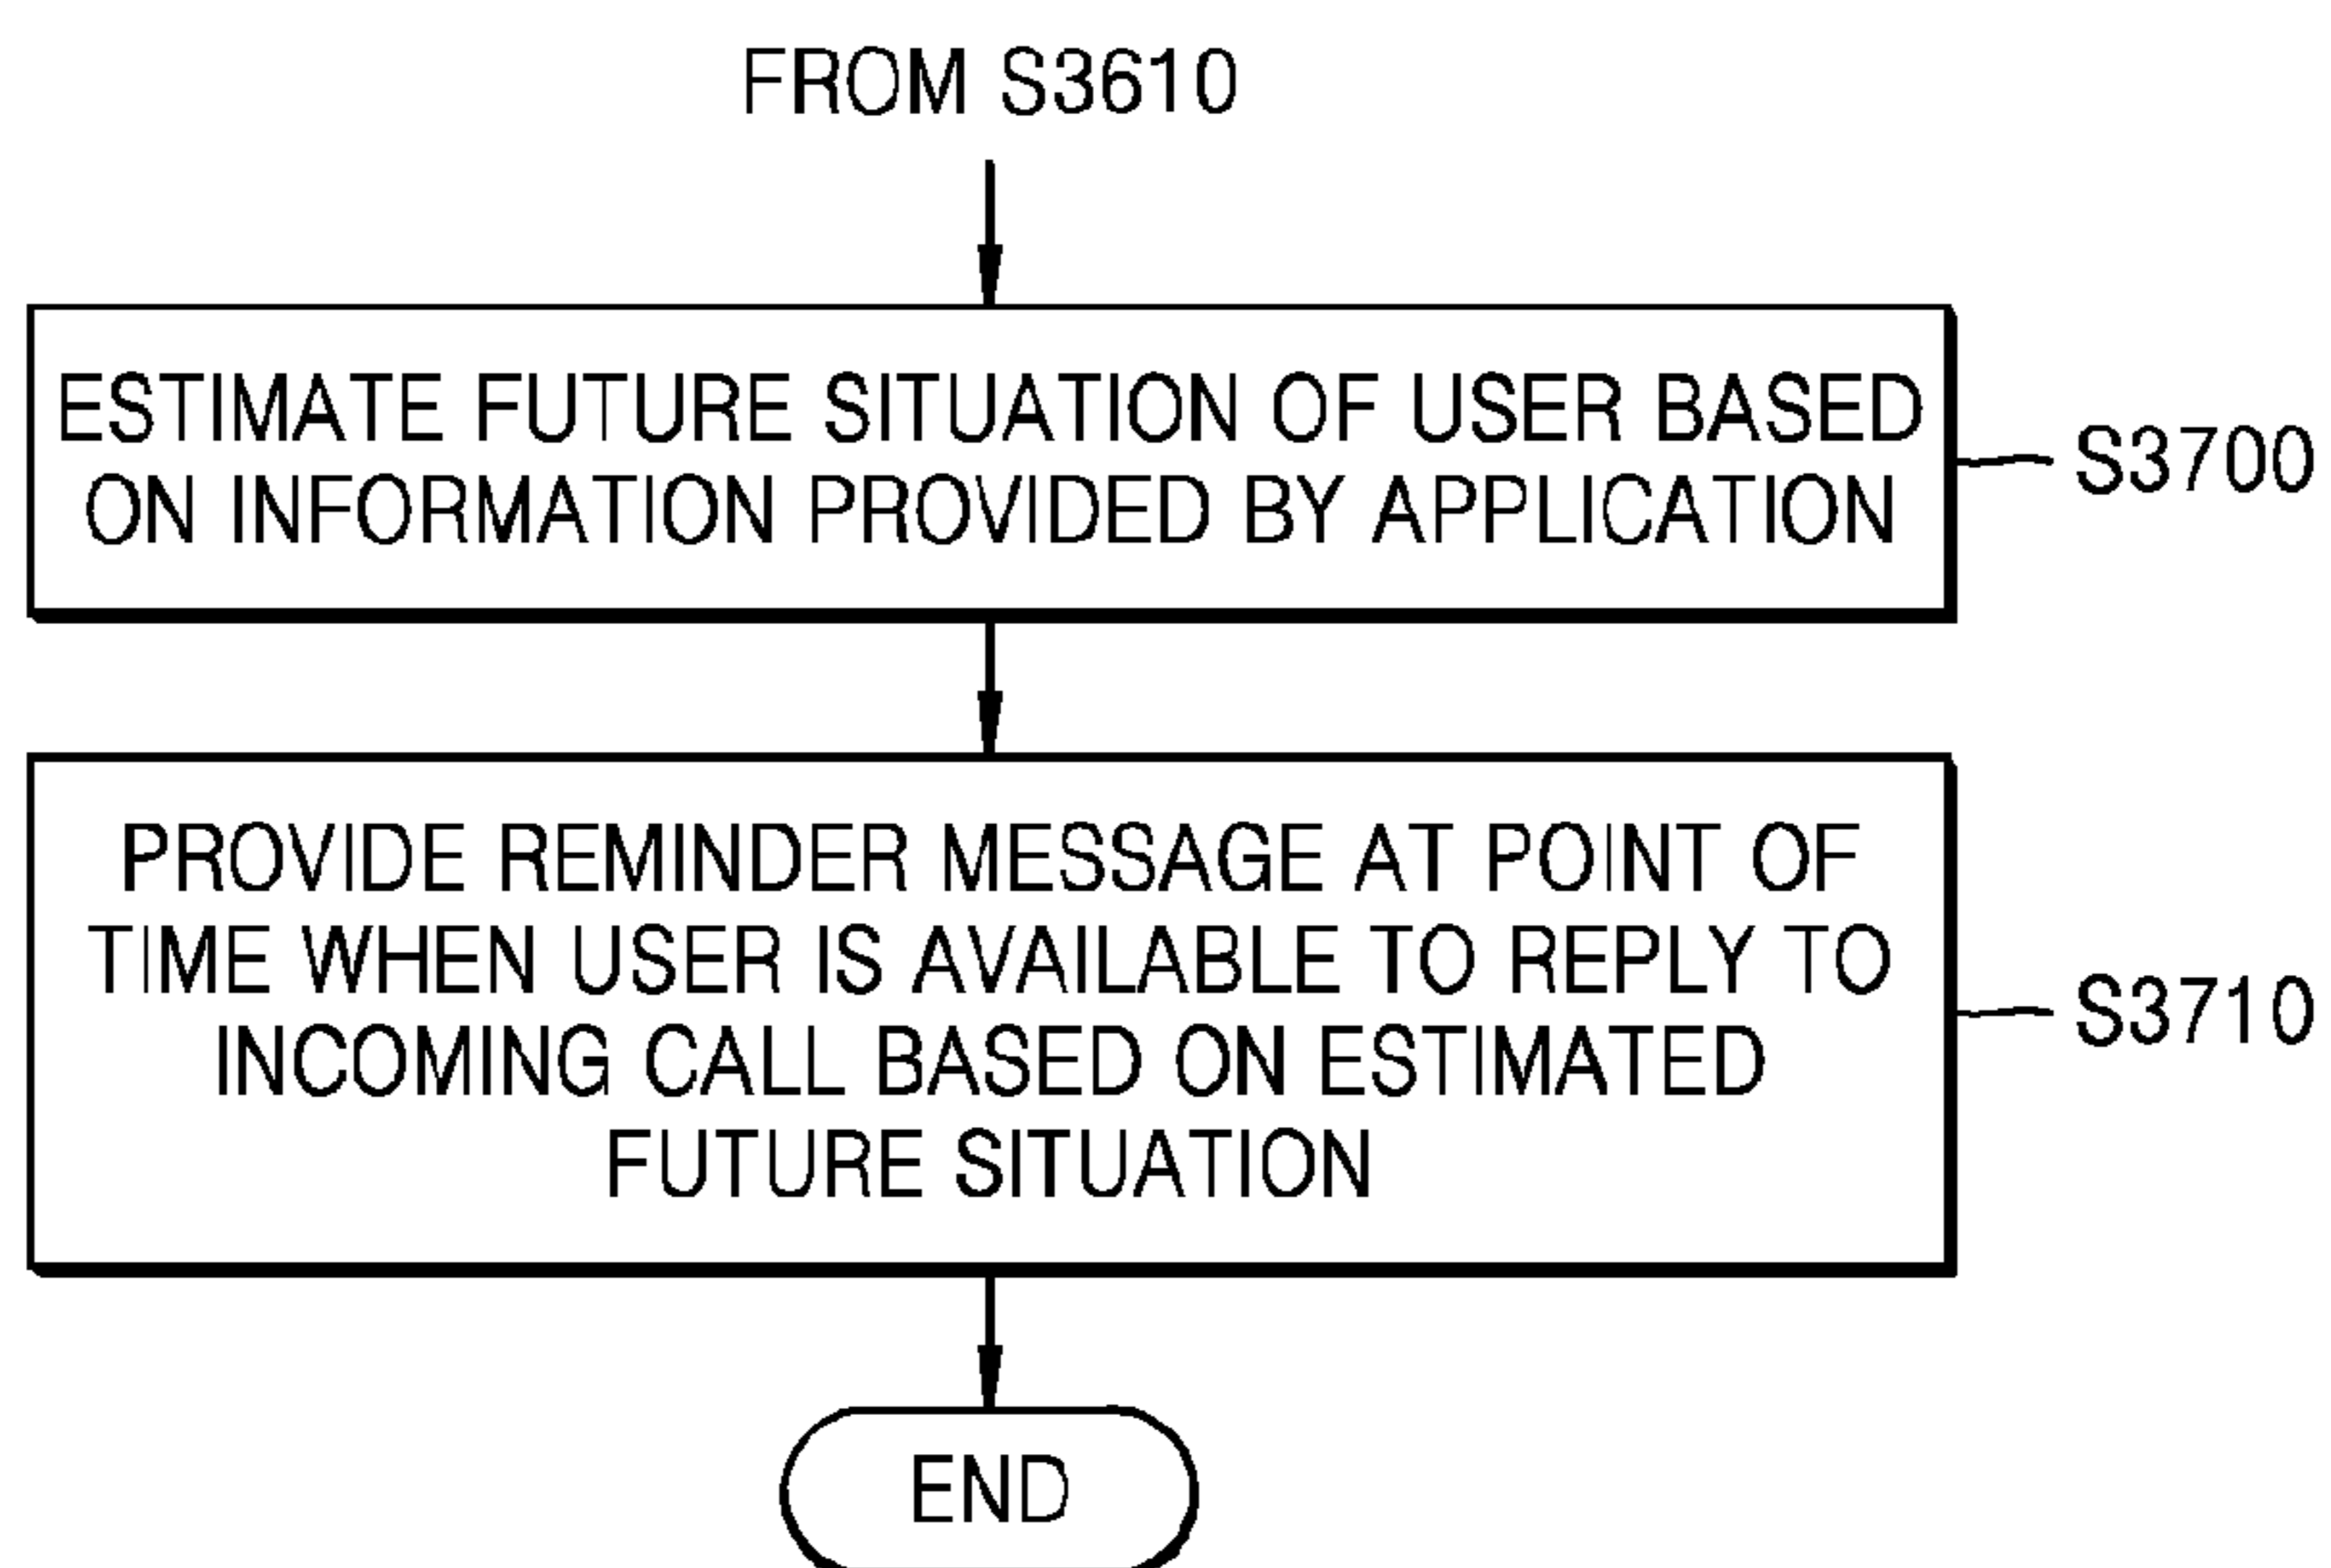 FROM S3610
ESTIMATE FUTURE SITUATION OF USER BASED
ON INFORMATION PROVIDED BY APPLICATION
S3700
PROVIDE REMINDER MESSAGE AT POINT OF
TIME WHEN USER IS AVAILABLE TO REPLY TO
INCOMING CALL BASED ON ESTIMATED
FUTURE SITUATION
S3710
END